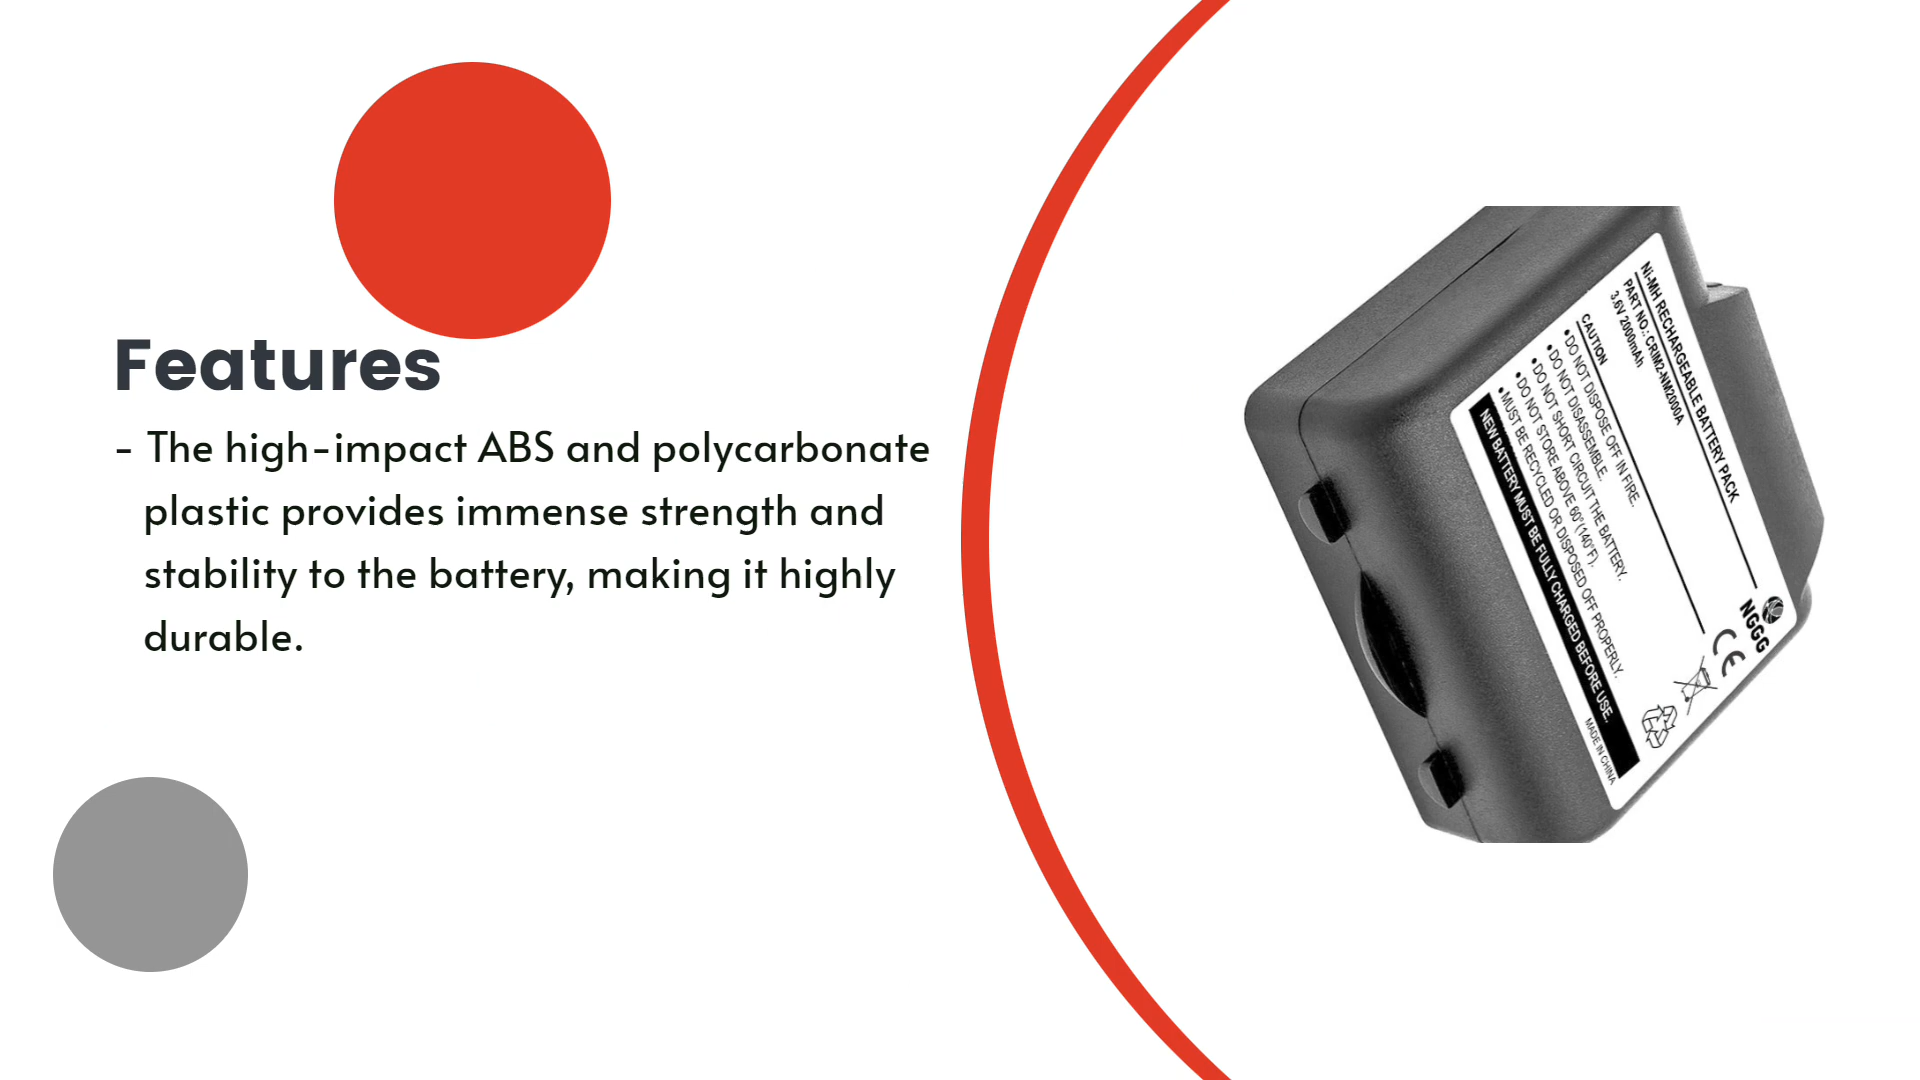 Features
- The high-impact ABS and polycarbonate
plastic provides immense strength and
stability to the battery, making it highly
durable.
Ni-MH RECHARGEABLE BATTERY PACK
PART NO.: CRIM2-NM2000A
3.6V 2000mAh
CAUTION
•DO NOT DISPOSE OFF IN FIRE.
•DO NOT DISASSEMBLE.
•DO NOT SHORT CIRCUIT THE BATTERY.
•DO NOT STORE ABOVE 60°(140°F).
•MUST BE RECYCLED OR DISPOSED OFF PROPERLY.
NEW BATTERY MUST BE FULLY CHARGED BEFORE USE.
MADE IN CHINA
NGGG
CE